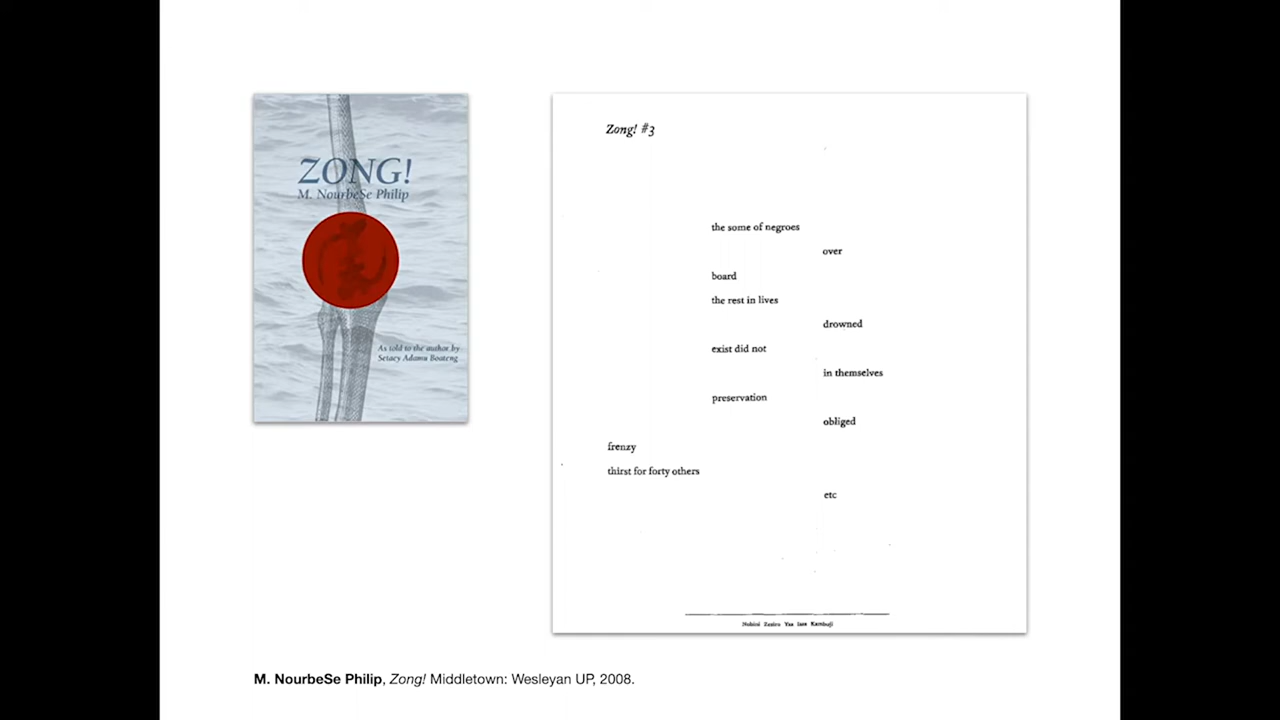 ZONG!
M. NourbeSe Philip
As told to the author by
Setaey Adamu Boateng
Zong! #3
the some of negroes
over
board
the rest in lives
drowned
exist did not
in themselves
preservation
obliged
frenzy
thirst for forty others
etc
M. NourbeSe Philip, Zong! Middletown: Wesleyan UP, 2008.